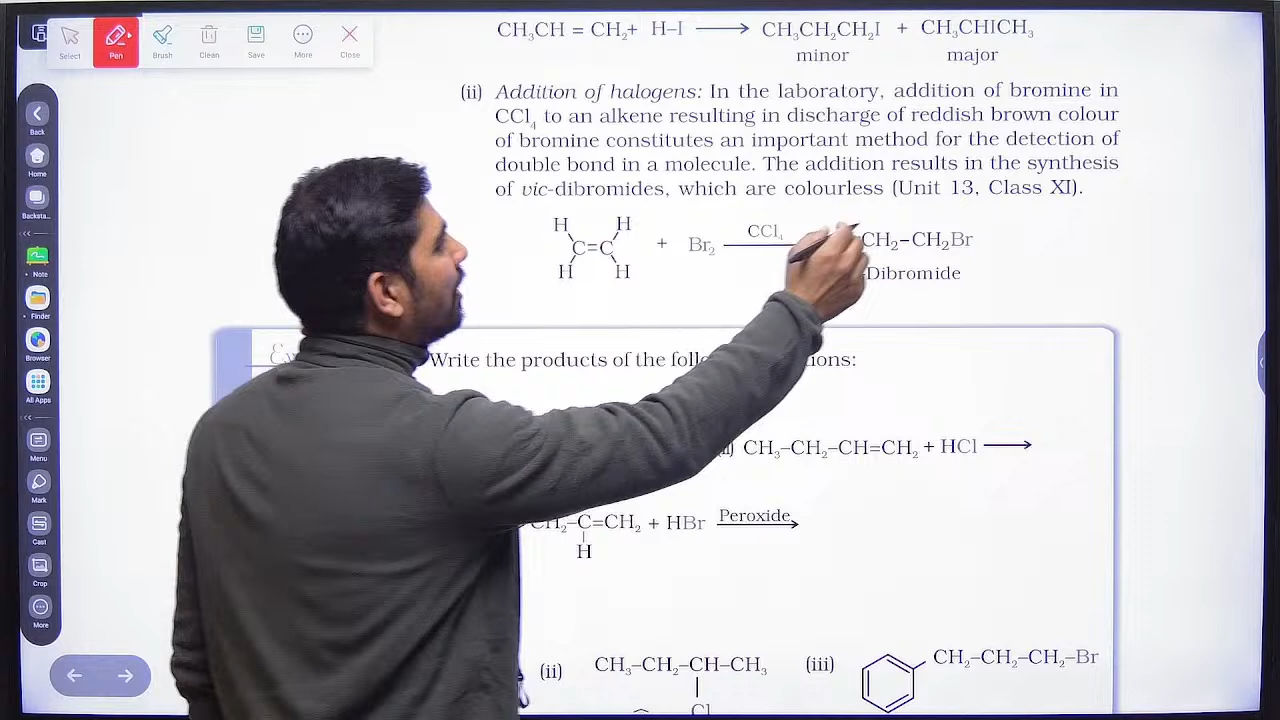 CH₃CH = CH₂+ H–I ⟶ CH₃CH₂CH₂I + CH₃CHICH₃
minor major
Select Pen Brush Clean Save More Close
(ii) Addition of halogens: In the laboratory, addition of bromine in
CCl₄ to an alkene resulting in discharge of reddish brown colour
of bromine constitutes an important method for the detection of
double bond in a molecule. The addition results in the synthesis
of vic-dibromides, which are colourless (Unit 13, Class XI).
H H
C=C + Br₂ CCl₄ CH₂–CH₂Br
H H
Dibromide
Write the products of the
CH₃–CH₂–CH=CH₂ + HCl ⟶
–C=CH₂ + HBr Peroxide
H
(ii) CH₃–CH₂–CH–CH₃ (iii) CH₂–CH₂–CH₂–Br
Cl
Back
Home
Backsta...
Note
Finder
Browser
All Apps
Menu
Mark
Cast
Crop
More